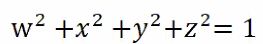 w² +x² +y²+z²= 1